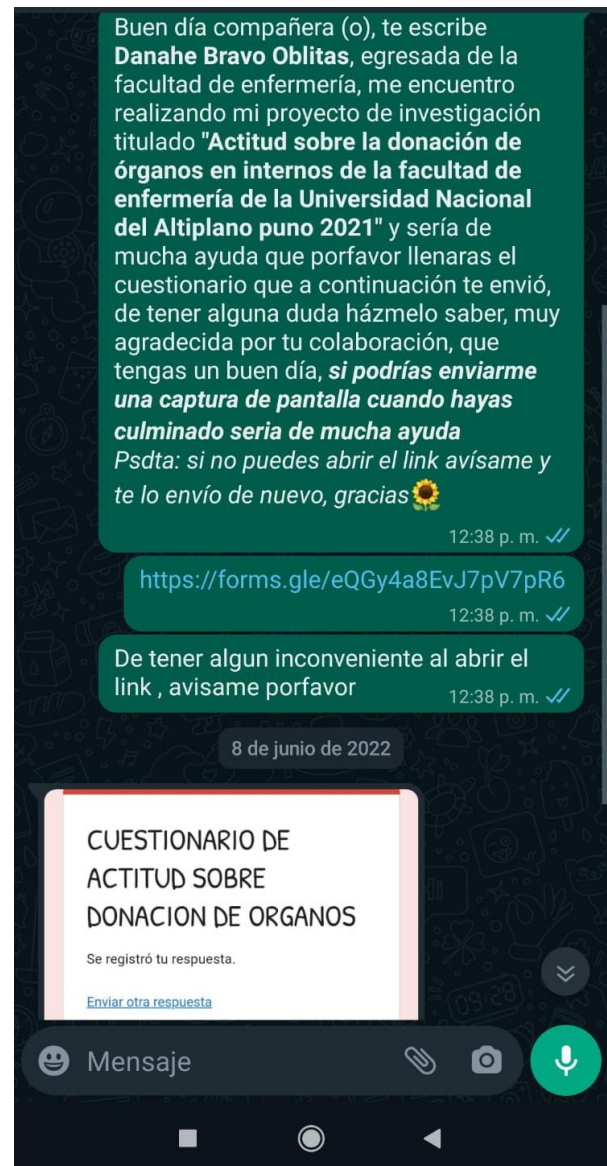 Buen día compañera (o), te escribe
Danahe Bravo Oblitas, egresada de la
facultad de enfermería, me encuentro
realizando mi proyecto de investigación
titulado "Actitud sobre la donación de
órganos en internos de la facultad de
enfermería de la Universidad Nacional
del Altiplano puno 2021" y sería de
mucha ayuda que porfavor llenaras el
cuestionario que a continuación te envió,
de tener alguna duda házmelo saber, muy
agradecida por tu colaboración, que
tengas un buen día, si podrías enviarme
una captura de pantalla cuando hayas
culminado seria de mucha ayuda
Psdta: si no puedes abrir el link avísame y
te lo envío de nuevo, gracias🌻
12:38 p. m.
https://forms.gle/eQGy4a8EvJ7pV7pR6
12:38 p. m.
De tener algun inconveniente al abrir el
link , avisame porfavor
12:38 p. m.
8 de junio de 2022
CUESTIONARIO DE
ACTITUD SOBRE
DONACION DE ORGANOS
Se registró tu respuesta.
Enviar otra respuesta
Mensaje